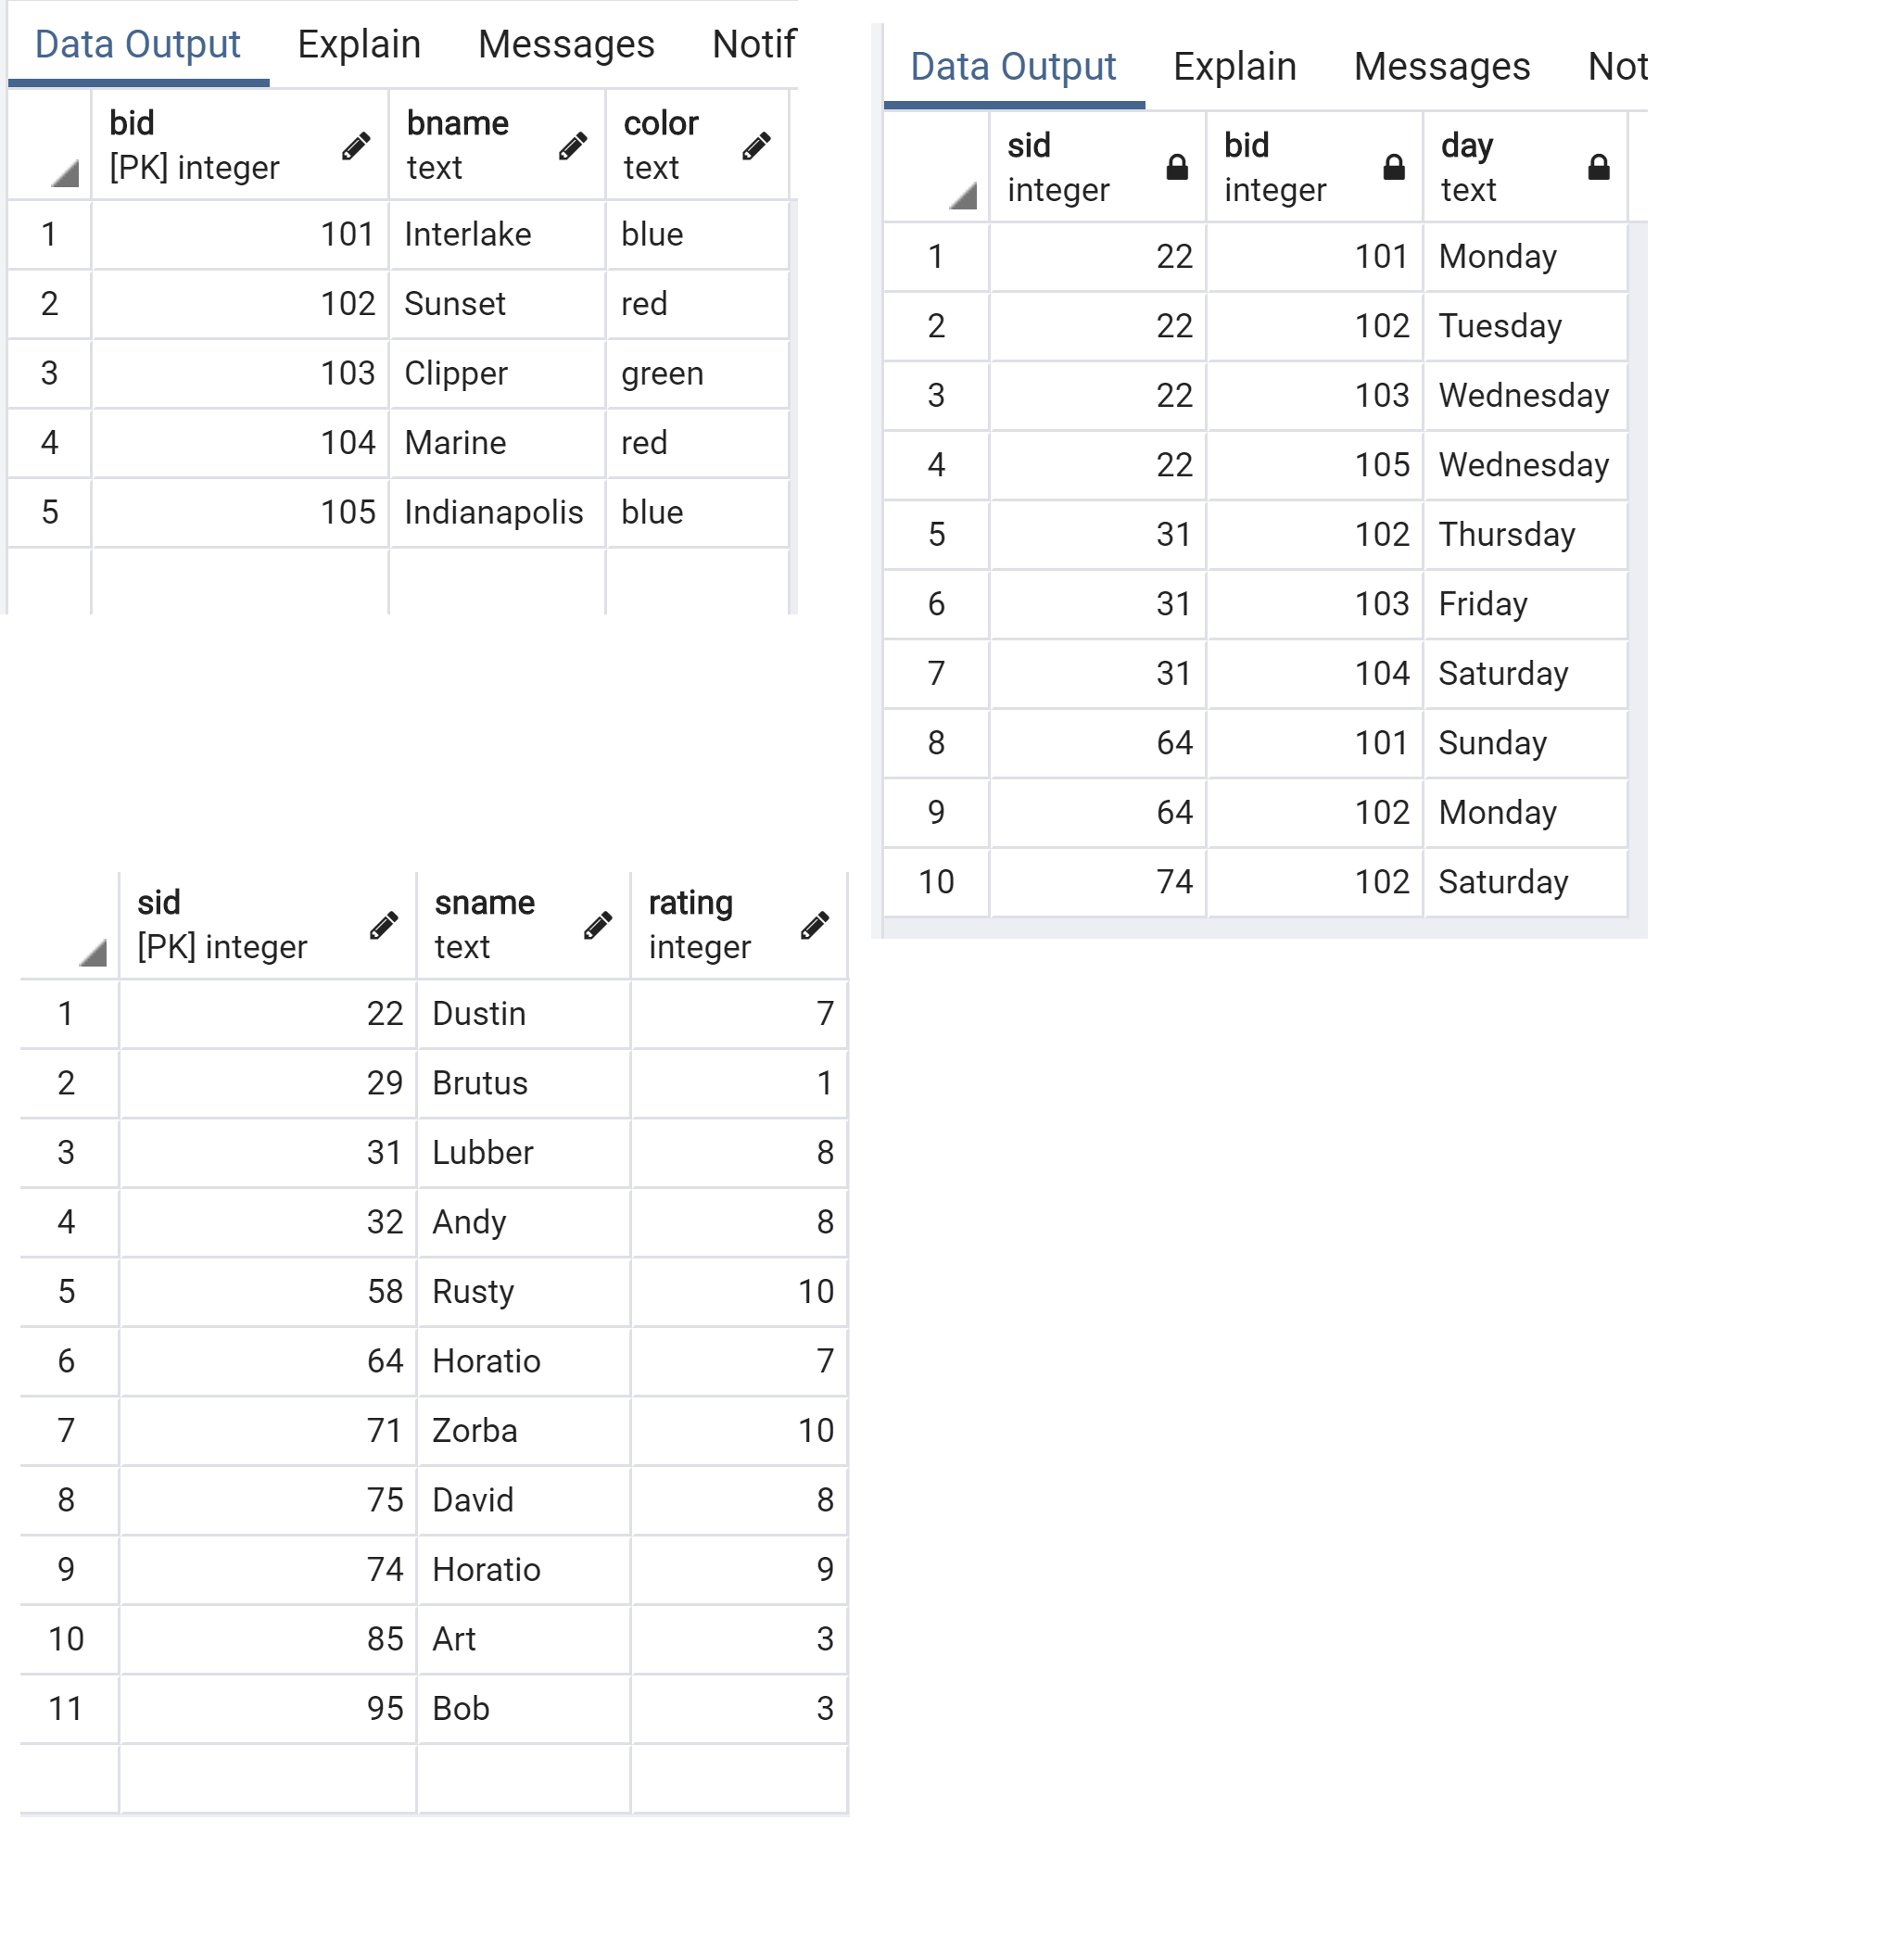 Data Output Explain Messages Notif
bid bname color
[PK] integer text text
1 101 Interlake blue
2 102 Sunset red
3 103 Clipper green
4 104 Marine red
5 105 Indianapolis blue
Data Output Explain Messages Not
sid bid day
integer integer text
1 22 101 Monday
2 22 102 Tuesday
3 22 103 Wednesday
4 22 105 Wednesday
5 31 102 Thursday
6 31 103 Friday
7 31 104 Saturday
8 64 101 Sunday
9 64 102 Monday
10 74 102 Saturday
sid sname rating
[PK] integer text integer
1 22 Dustin 7
2 29 Brutus 1
3 31 Lubber 8
4 32 Andy 8
5 58 Rusty 10
6 64 Horatio 7
7 71 Zorba 10
8 75 David 8
9 74 Horatio 9
10 85 Art 3
11 95 Bob 3